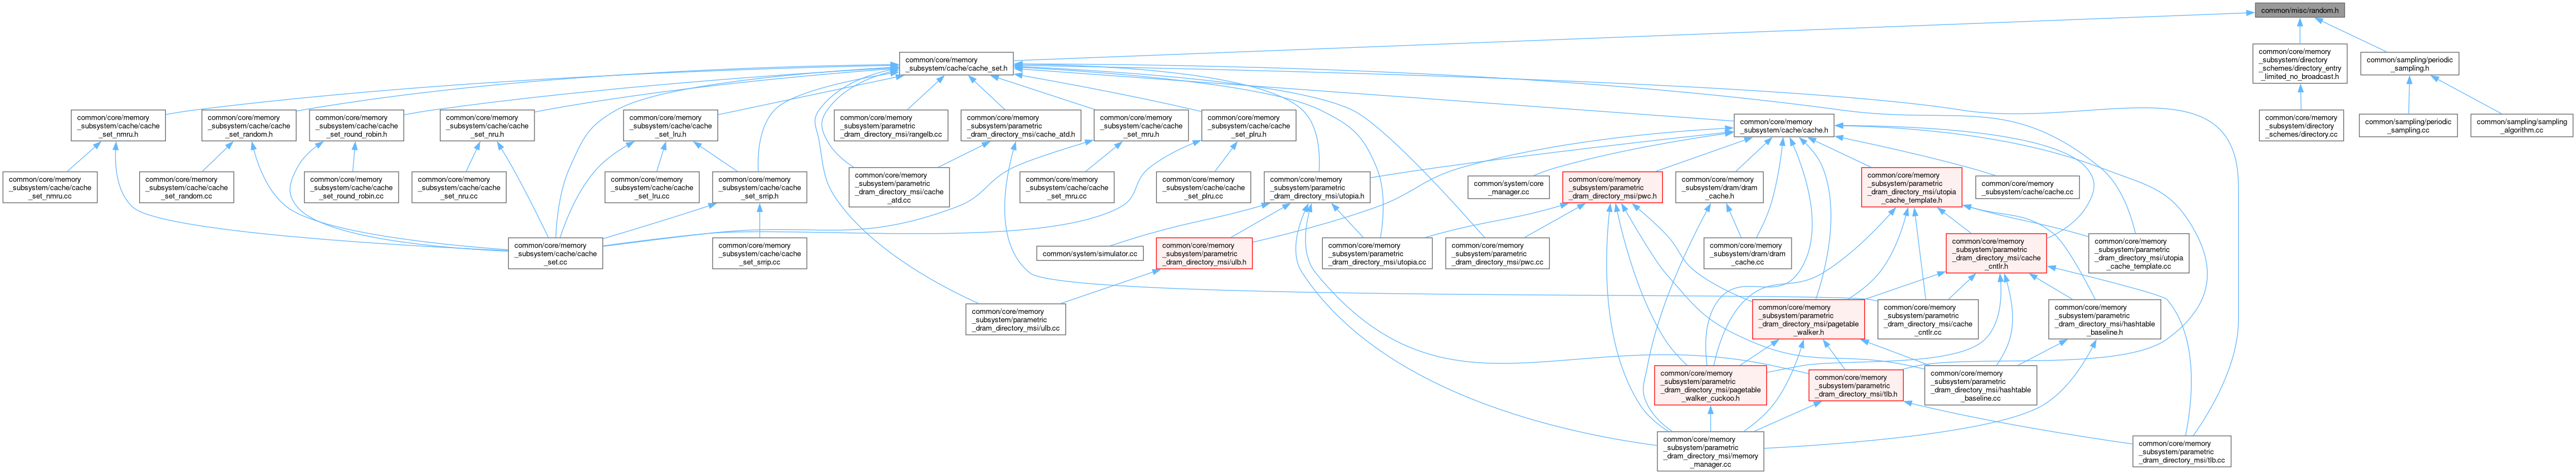 common/misc/random.h
common/core/memory
_subsystem/cache/cache_set.h
common/core/memory
_subsystem/directory
_schemes/directory_entry
_limited_no_broadcast.h
common/sampling/periodic
_sampling.h
common/core/memory
_subsystem/cache/cache
_set_nmru.h
common/core/memory
_subsystem/cache/cache
_set_random.h
common/core/memory
_subsystem/cache/cache
_set_round_robin.h
common/core/memory
_subsystem/cache/cache
_set_nru.h
common/core/memory
_subsystem/cache/cache
_set_lru.h
common/core/memory
_subsystem/parametric
_dram_directory_msi/rangelb.cc
common/core/memory
_subsystem/parametric
_dram_directory_msi/cache_atd.h
common/core/memory
_subsystem/cache/cache
_set_mru.h
common/core/memory
_subsystem/cache/cache
_set_plru.h
common/core/memory
_subsystem/cache/cache.h
common/core/memory
_subsystem/directory
_schemes/directory.cc
common/sampling/periodic
_sampling.cc
common/sampling/sampling
_algorithm.cc
common/core/memory
_subsystem/cache/cache
_set_nmru.cc
common/core/memory
_subsystem/cache/cache
_set_random.cc
common/core/memory
_subsystem/cache/cache
_set_round_robin.cc
common/core/memory
_subsystem/cache/cache
_set_nru.cc
common/core/memory
_subsystem/cache/cache
_set_lru.cc
common/core/memory
_subsystem/cache/cache
_set_srrip.h
common/core/memory
_subsystem/parametric
_dram_directory_msi/cache
_atd.cc
common/core/memory
_subsystem/cache/cache
_set_mru.cc
common/core/memory
_subsystem/cache/cache
_set_plru.cc
common/core/memory
_subsystem/parametric
_dram_directory_msi/utopia.h
common/system/core
_manager.cc
common/core/memory
_subsystem/parametric
_dram_directory_msi/pwc.h
common/core/memory
_subsystem/dram/dram
_cache.h
common/core/memory
_subsystem/parametric
_dram_directory_msi/utopia
_cache_template.h
common/core/memory
_subsystem/cache/cache.cc
common/core/memory
_subsystem/cache/cache
_set.cc
common/core/memory
_subsystem/cache/cache
_set_srrip.cc
common/system/simulator.cc
common/core/memory
_subsystem/parametric
_dram_directory_msi/ulb.h
common/core/memory
_subsystem/parametric
_dram_directory_msi/utopia.cc
common/core/memory
_subsystem/parametric
_dram_directory_msi/pwc.cc
common/core/memory
_subsystem/dram/dram
_cache.cc
common/core/memory
_subsystem/parametric
_dram_directory_msi/cache
_cntlr.h
common/core/memory
_subsystem/parametric
_dram_directory_msi/utopia
_cache_template.cc
common/core/memory
_subsystem/parametric
_dram_directory_msi/ulb.cc
common/core/memory
_subsystem/parametric
_dram_directory_msi/pagetable
_walker.h
common/core/memory
_subsystem/parametric
_dram_directory_msi/cache
_cntlr.cc
common/core/memory
_subsystem/parametric
_dram_directory_msi/hashtable
_baseline.h
common/core/memory
_subsystem/parametric
_dram_directory_msi/pagetable
_walker_cuckoo.h
common/core/memory
_subsystem/parametric
_dram_directory_msi/tlb.h
common/core/memory
_subsystem/parametric
_dram_directory_msi/hashtable
_baseline.cc
common/core/memory
_subsystem/parametric
_dram_directory_msi/memory
_manager.cc
common/core/memory
_subsystem/parametric
_dram_directory_msi/tlb.cc